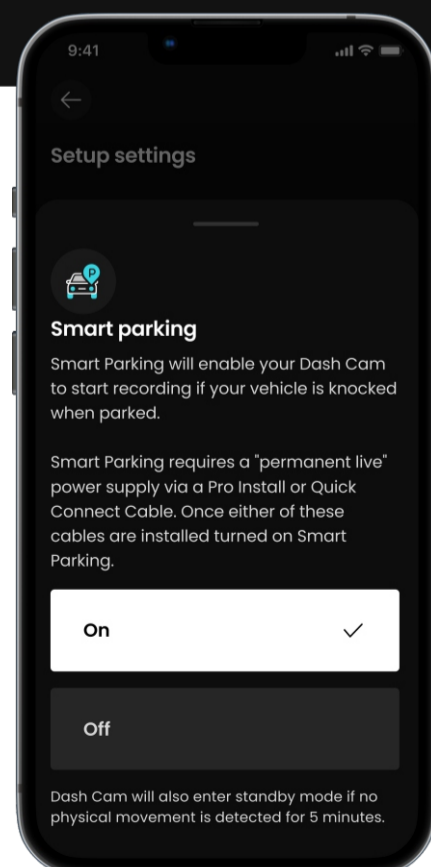 9:41
Setup settings
P
Smart parking
Smart Parking will enable your Dash Cam
to start recording if your vehicle is knocked
when parked.
Smart Parking requires a "permanent live"
power supply via a Pro Install or Quick
Connect Cable. Once either of these
cables are installed turned on Smart
Parking.
On
Off
Dash Cam will also enter standby mode if no
physical movement is detected for 5 minutes.